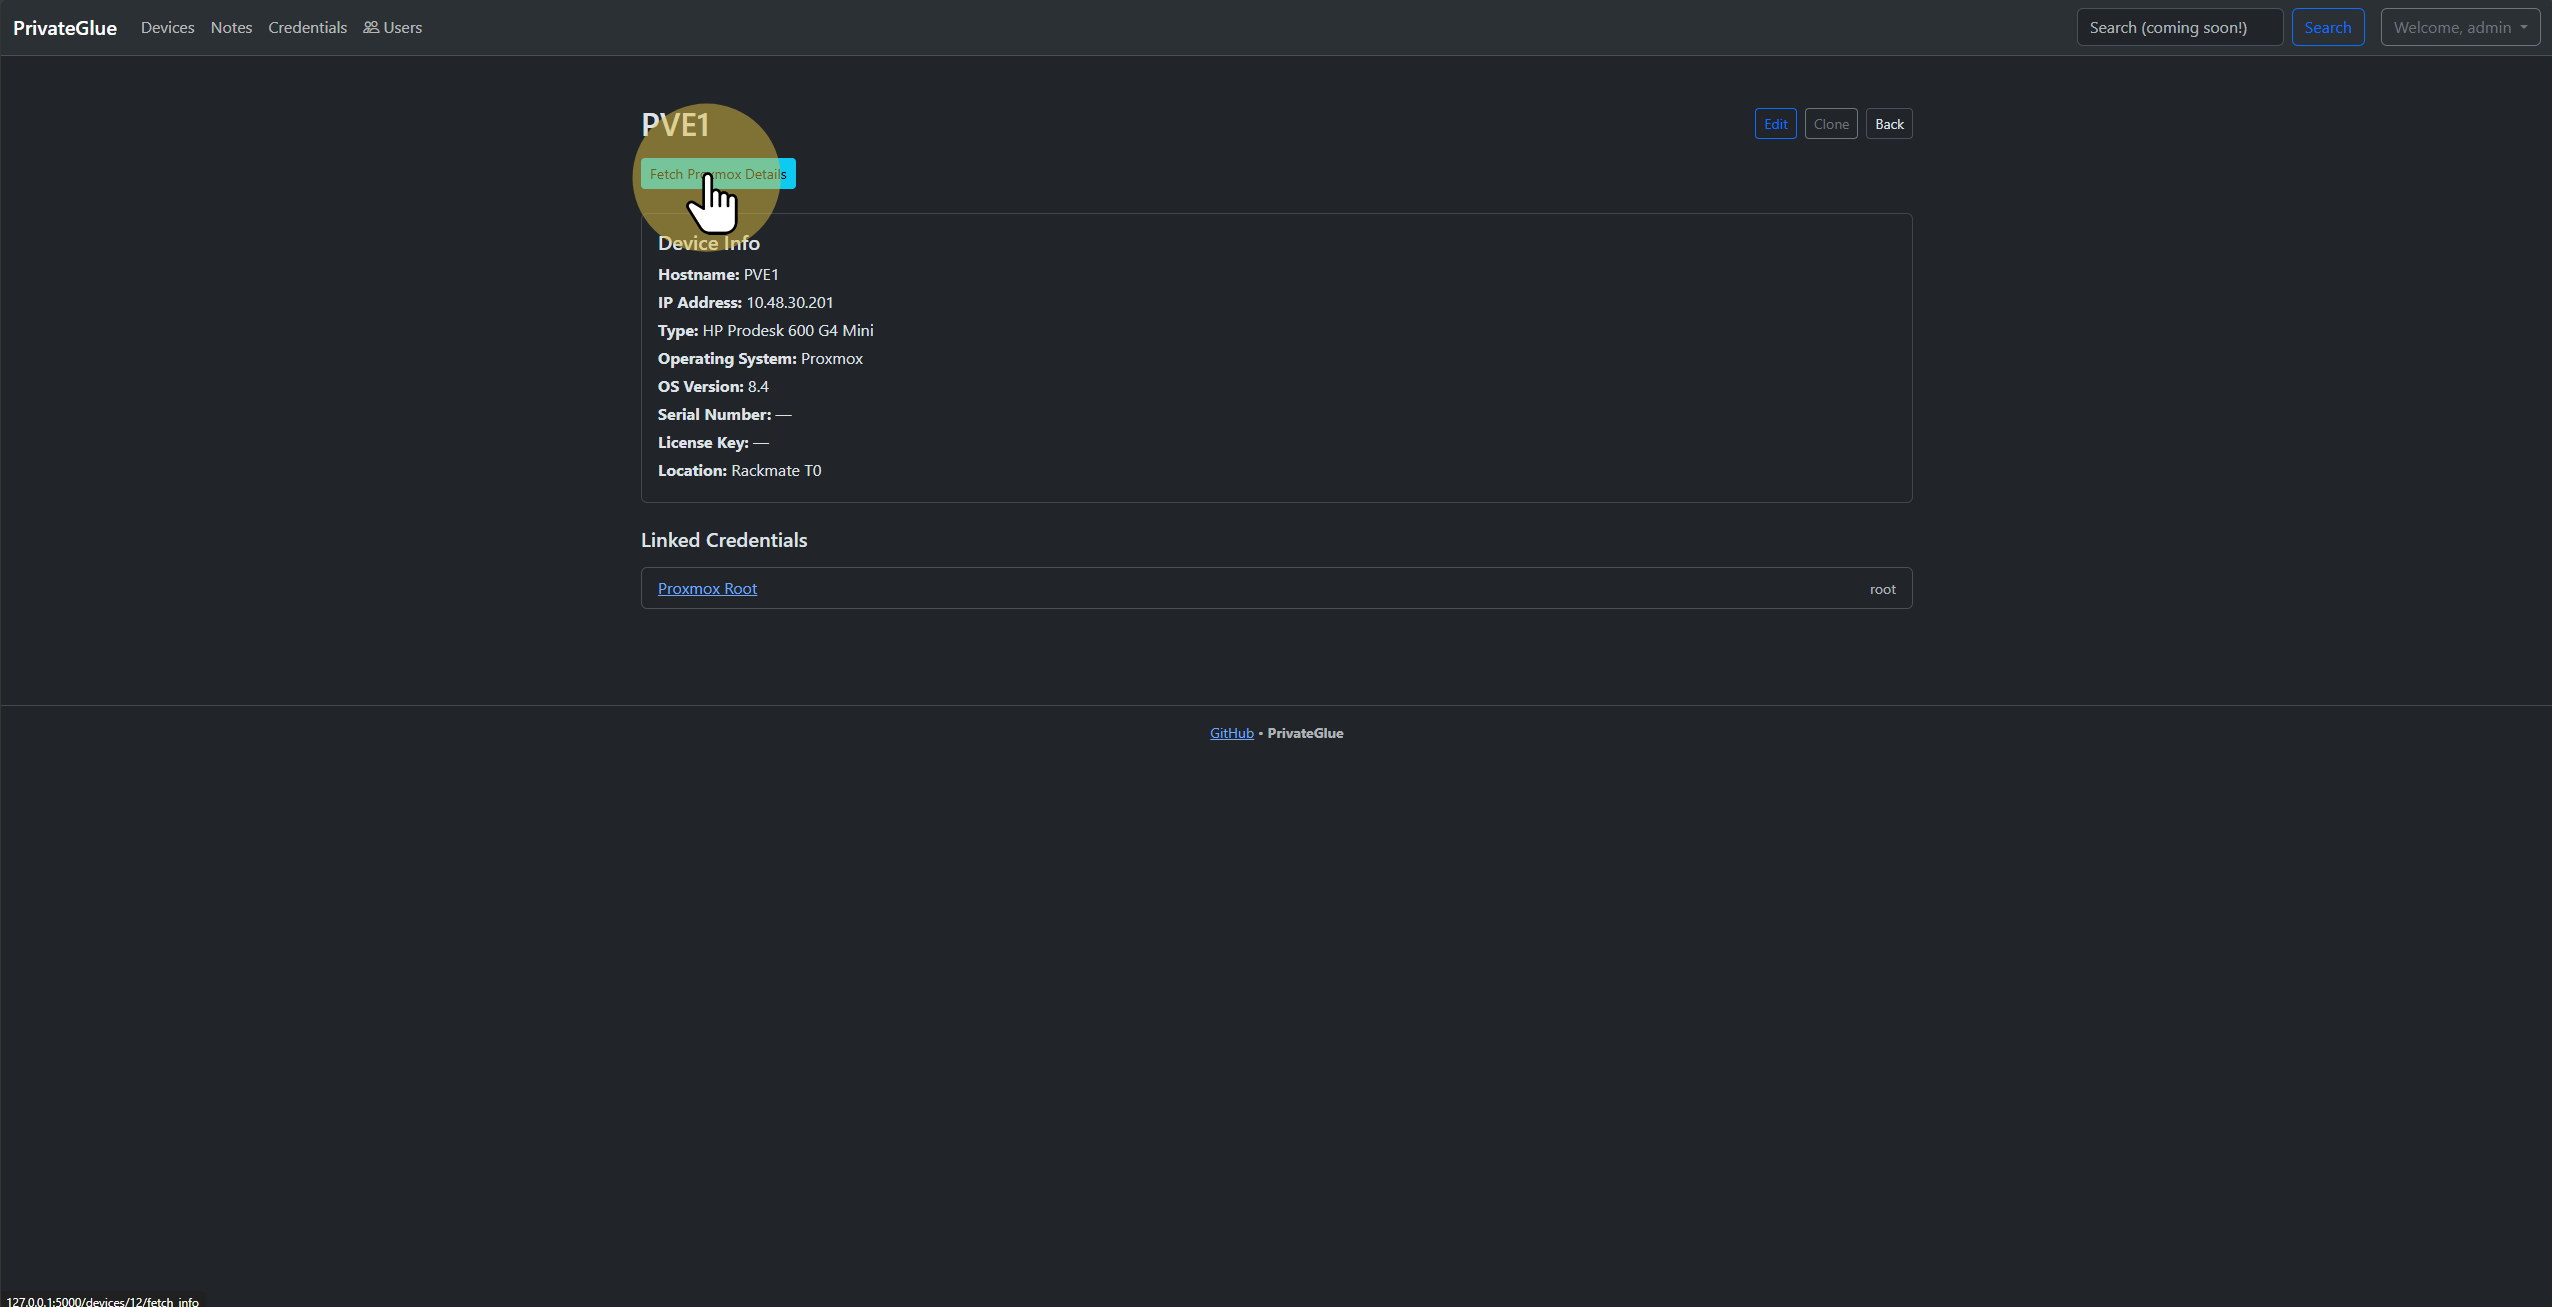 PrivateGlue Devices Notes Credentials Users Search (coming soon!) Search Welcome, admin
PVE1 Edit Clone Back
Fetch Proxmox Details
Device Info
Hostname: PVE1
IP Address: 10.48.30.201
Type: HP Prodesk 600 G4 Mini
Operating System: Proxmox
OS Version: 8.4
Serial Number: —
License Key: —
Location: Rackmate T0
Linked Credentials
Proxmox Root root
GitHub • PrivateGlue
127.0.0.1:5000/devices/12/fetch_info